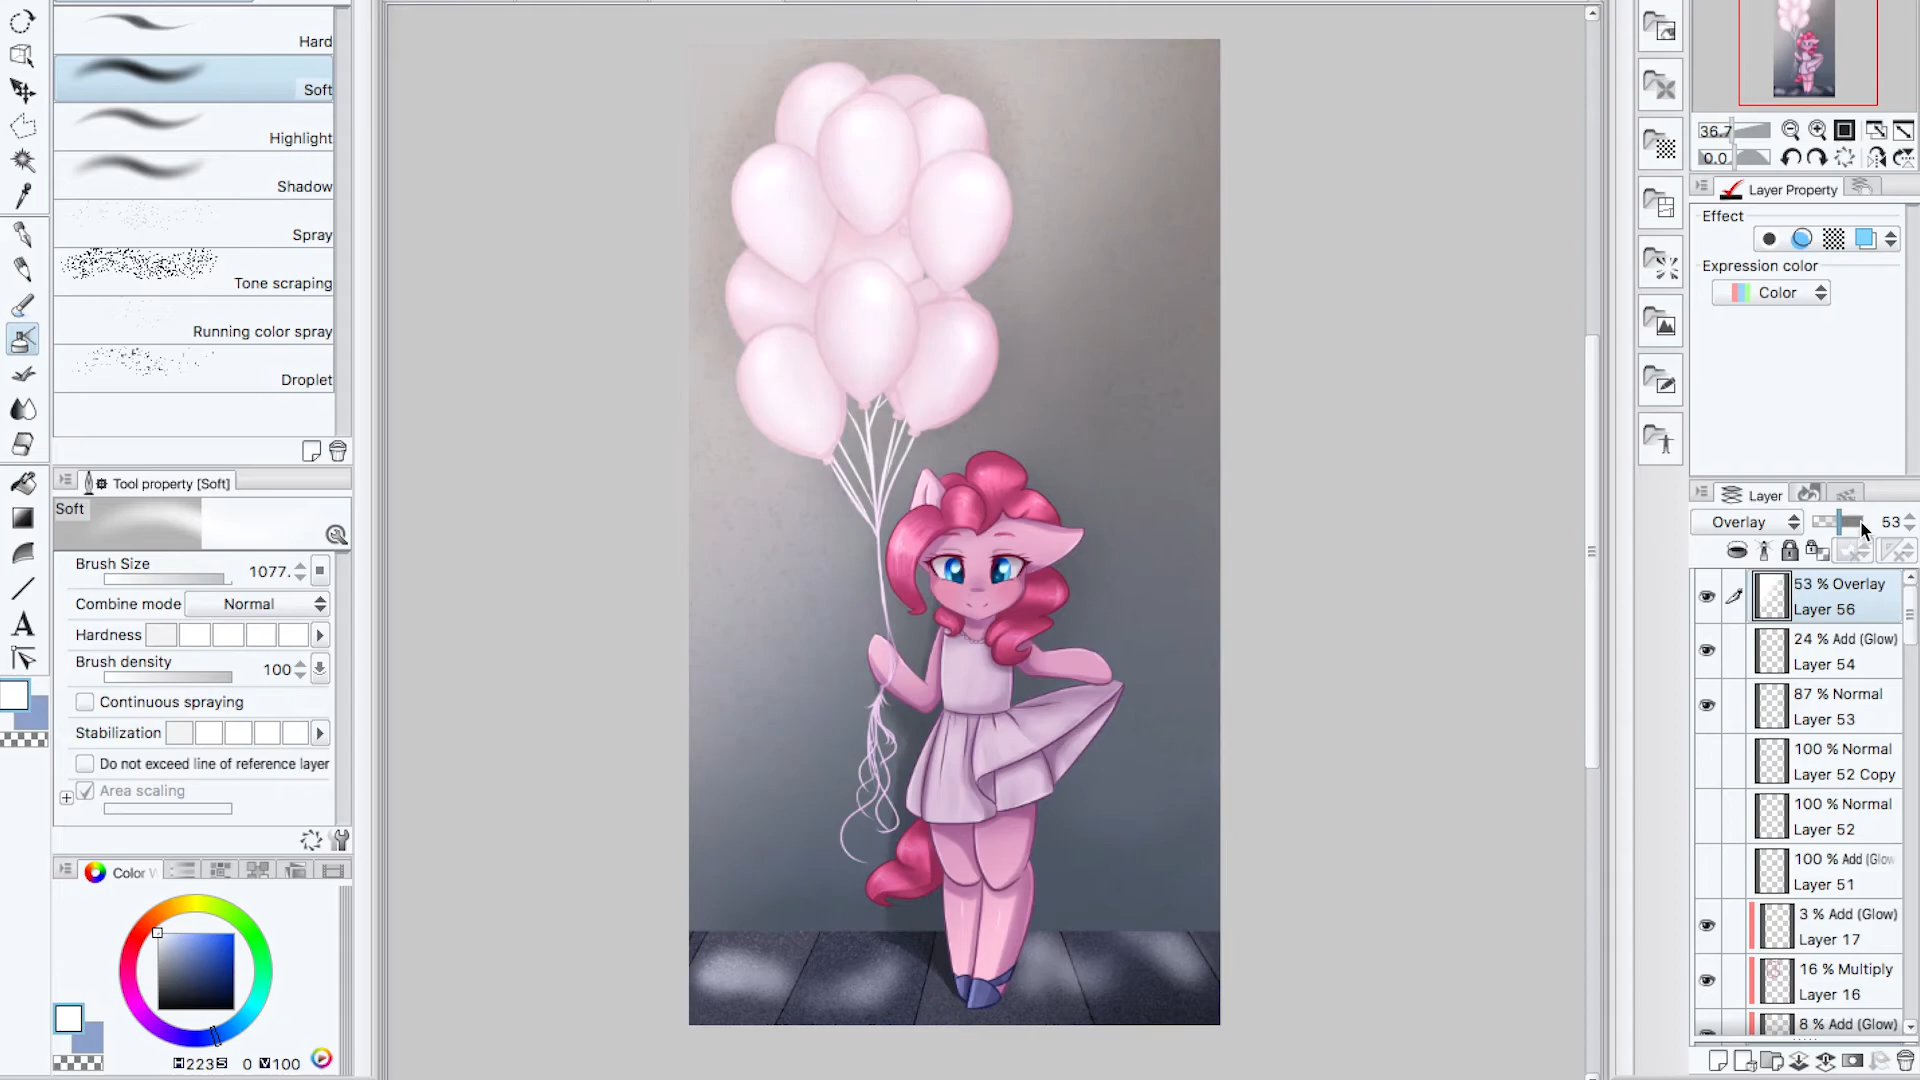 Hard
Soft
Highlight
Shadow
Spray
Tone scraping
Running color spray
Droplet
Tool property [Soft]
Soft
Brush Size 1077.
Combine mode Normal
Hardness
Brush density 100
Continuous spraying
Stabilization
Do not exceed line of reference layer
Area scaling
Color
H223S 0 V100
36.7
0.0
Layer Property
Effect
Expression color
Color
Layer
Overlay 53
53 % Overlay
Layer 56
24 % Add (Glow)
Layer 54
87 % Normal
Layer 53
100 % Normal
Layer 52 Copy
100 % Normal
Layer 52
100 % Add (Glow
Layer 51
3 % Add (Glow)
Layer 17
16 % Multiply
Layer 16
8 % Add (Glow)